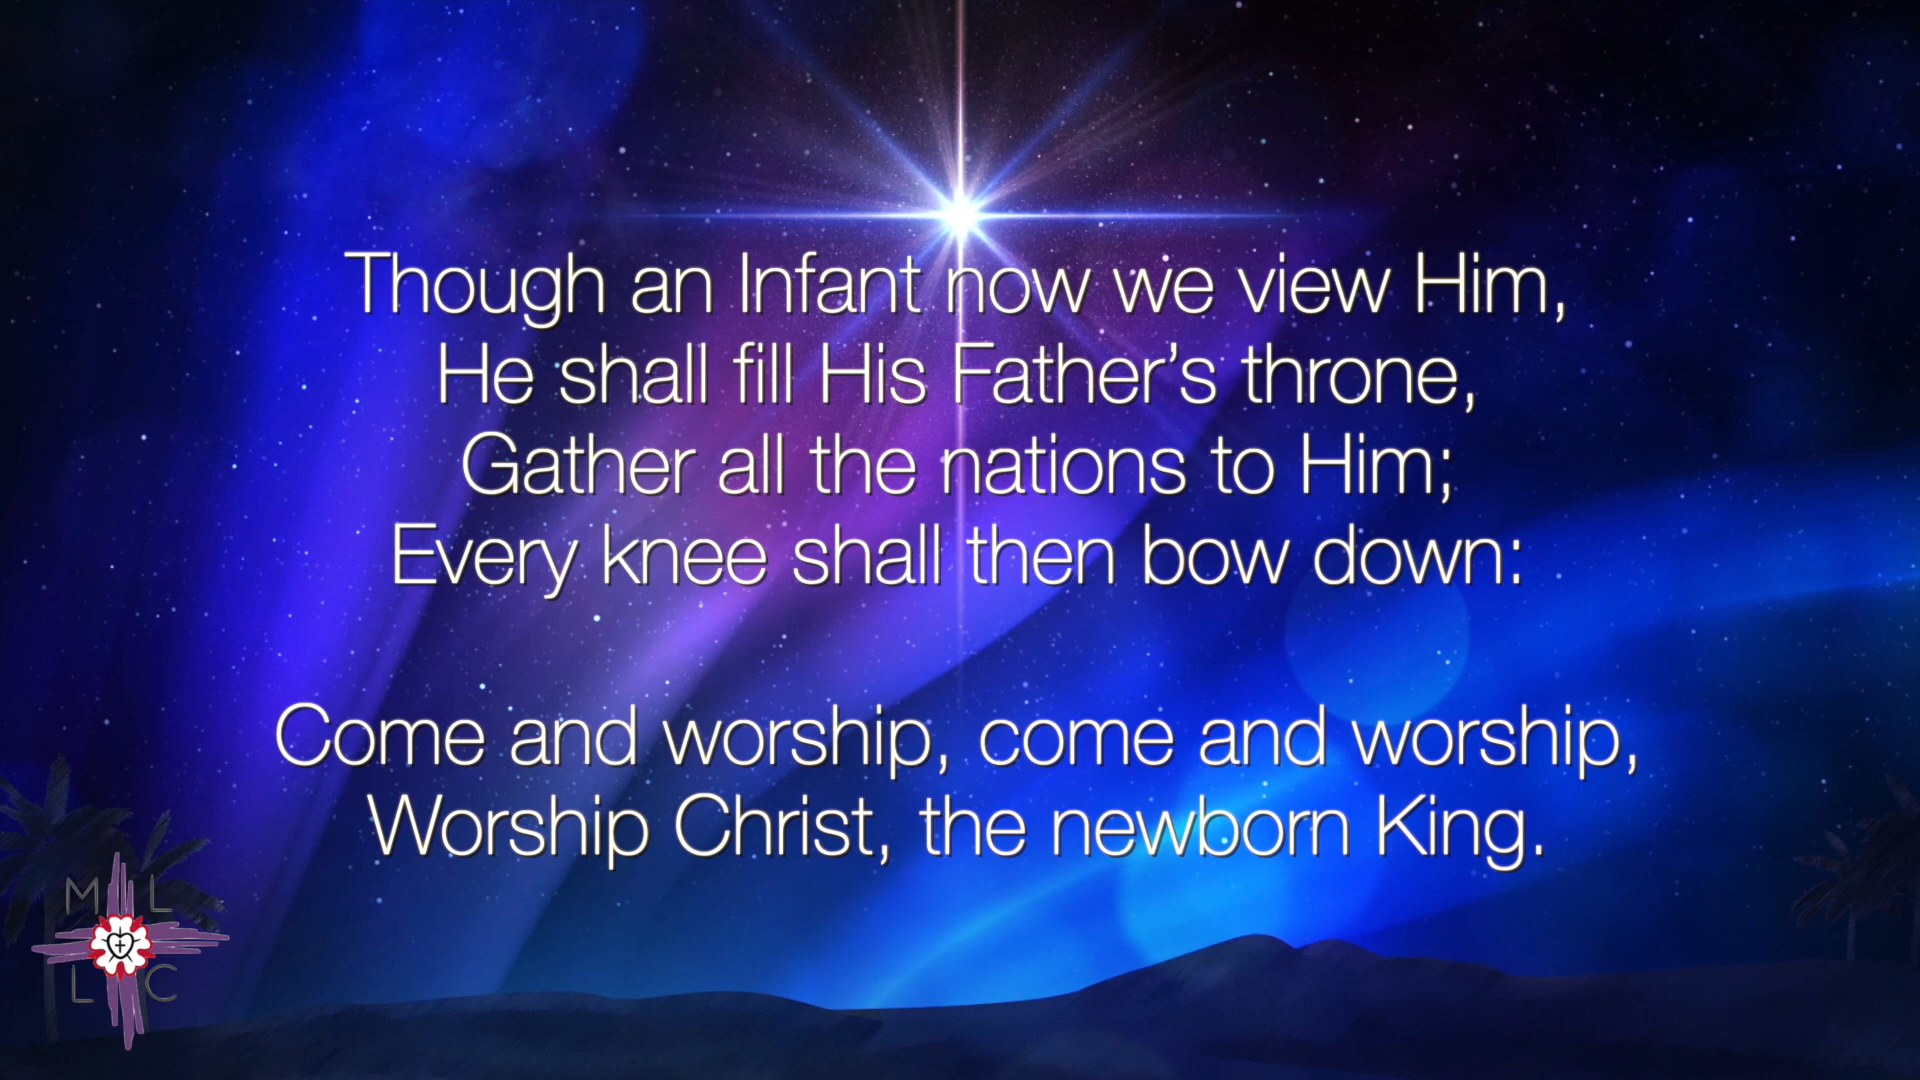 Though an Infant now we view Him,
He shall fill His Father’s throne,
Gather all the nations to Him;
Every knee shall then bow down:
Come and worship, come and worship,
Worship Christ, the newborn King.
M L
L C